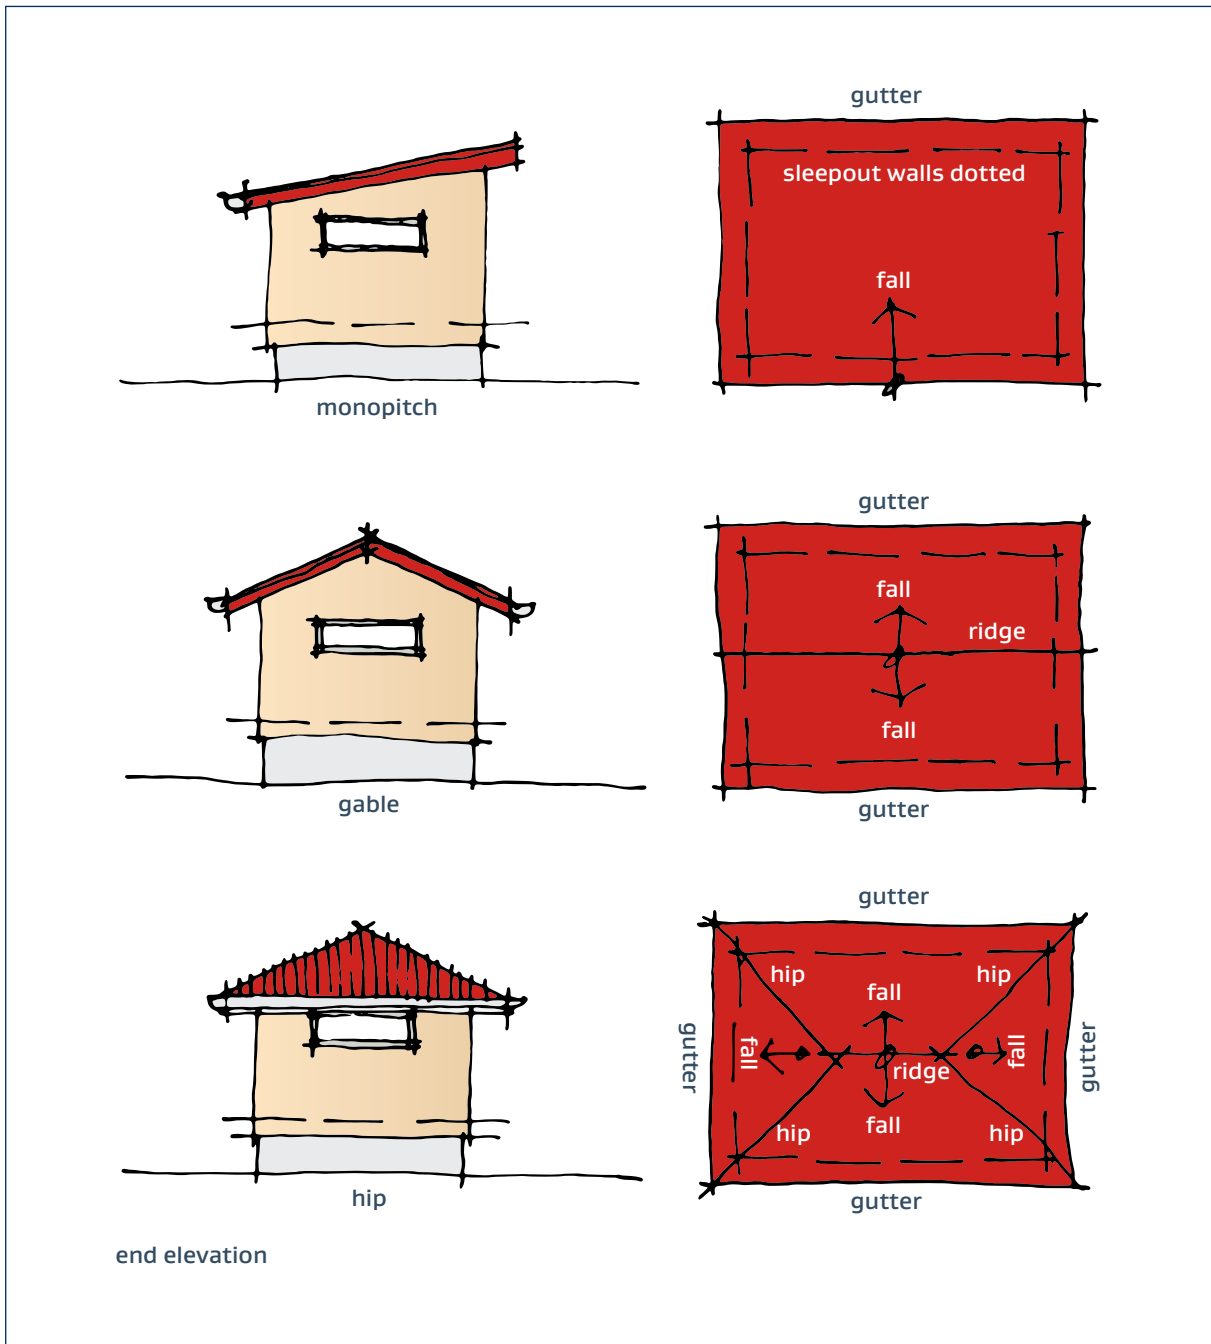 gutter
sleepout walls dotted
fall
monopitch
gutter
fall
ridge
fall
gable
gutter
gutter
hip
hip
fall
gutter
fall
fall
gutter
ridge
hip
fall
hip
hip
gutter
end elevation